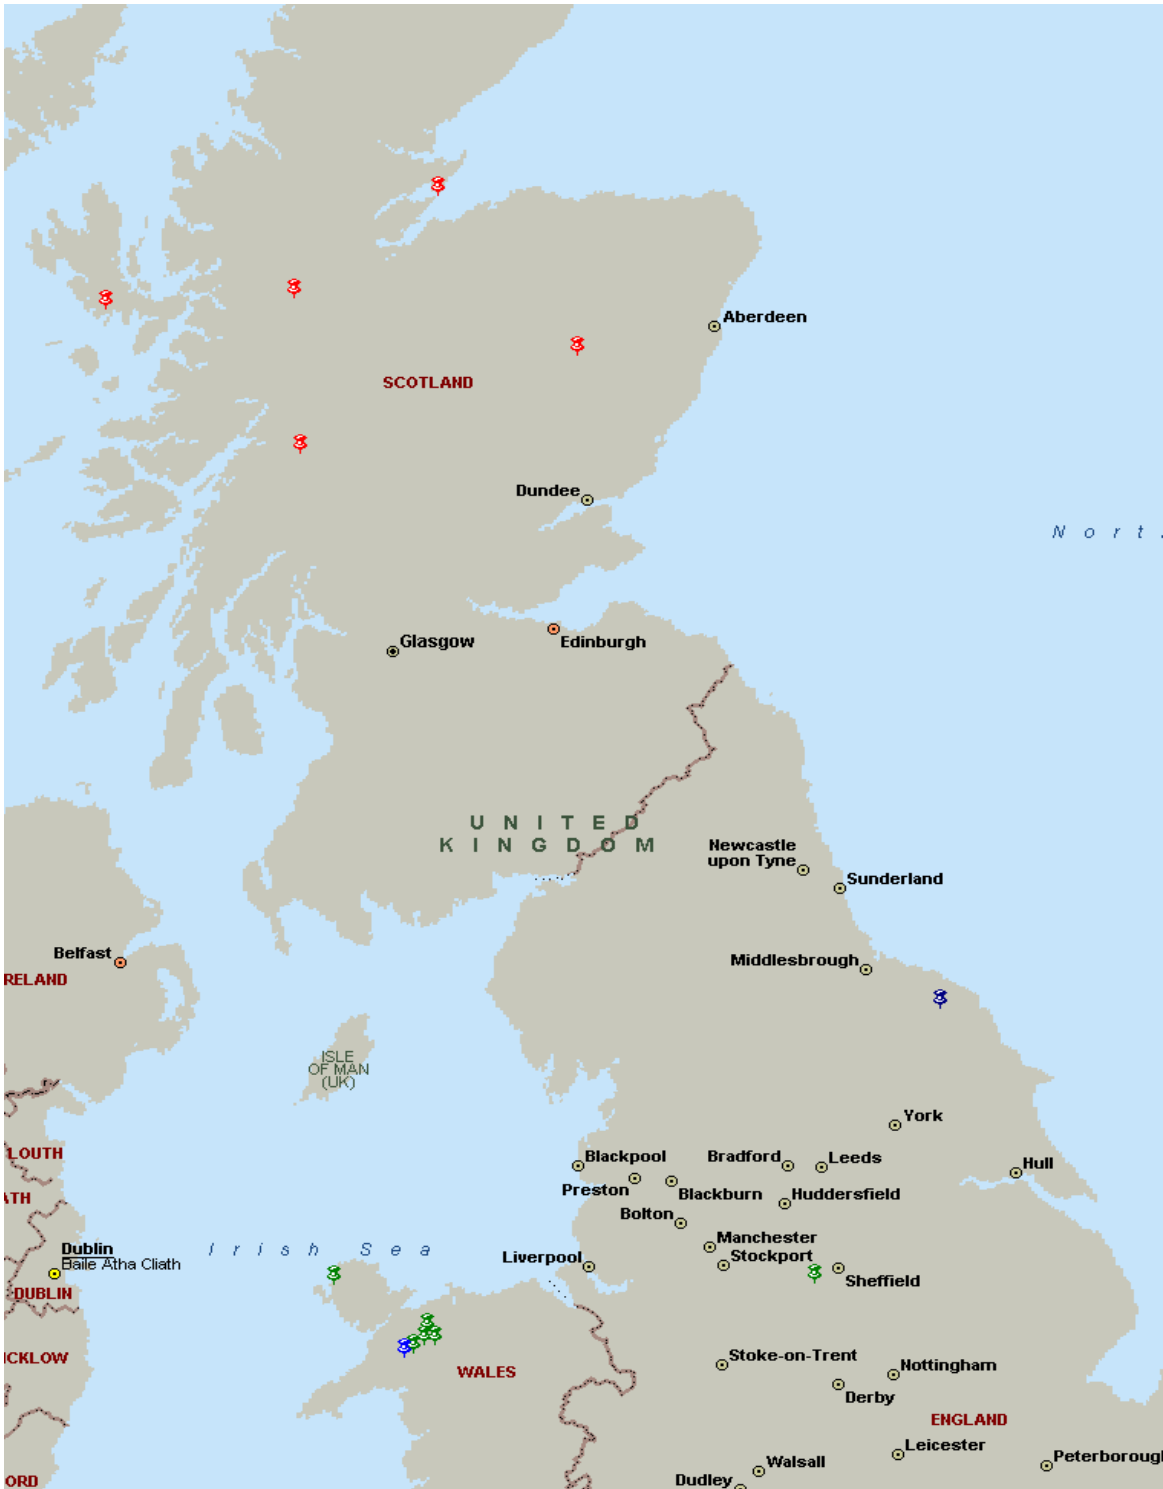 Aberdeen
SCOTLAND
Dundee
N o r t
Glasgow
Edinburgh
U N I T E D
K I N G D O M
Newcastle
upon Tyne
Sunderland
Belfast
RELAND
Middlesbrough
ISLE
OF MAN
(UK)
York
LOUTH
Blackpool
Bradford
Leeds
Hull
ATH
Preston
Blackburn
Huddersfield
Bolton
Manchester
Dublin
Baile Atha Cliath
I r i s h S e a
Liverpool
Stockport
Sheffield
DUBLIN
ICKLOW
WALES
Stoke-on-Trent
Nottingham
Derby
ENGLAND
Leicester
Peterboroug
Walsall
Dudley
ORD